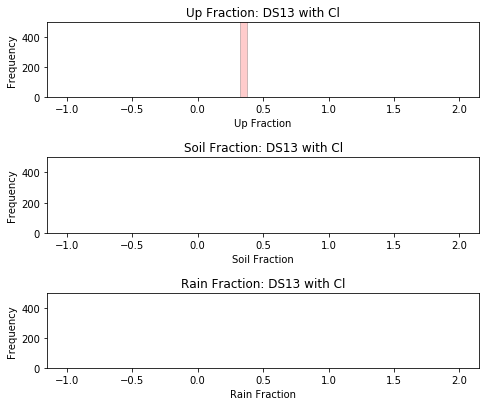 Up Fraction: DS13 with Cl
Frequency
400
200
0
−1.0 −0.5 0.0 0.5 1.0 1.5 2.0
Up Fraction
Soil Fraction: DS13 with Cl
Frequency
400
200
0
−1.0 −0.5 0.0 0.5 1.0 1.5 2.0
Soil Fraction
Rain Fraction: DS13 with Cl
Frequency
400
200
0
−1.0 −0.5 0.0 0.5 1.0 1.5 2.0
Rain Fraction